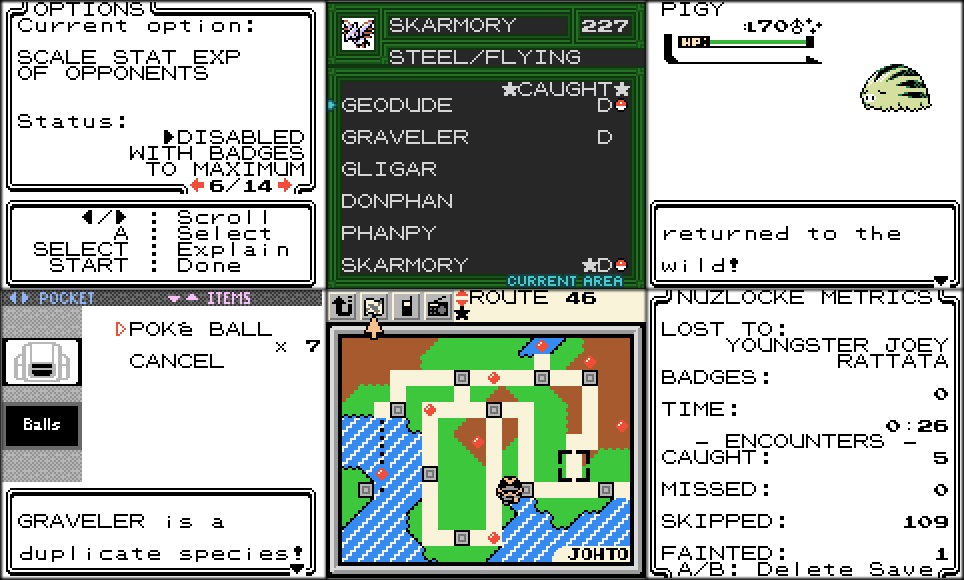 OPTIONS
Current option:
SCALE STAT EXP
OF OPPONENTS
Status:
▶DISABLED
WITH BADGES
TO MAXIMUM
6/14
◀/▶ : Scroll
A : Select
SELECT : Explain
START : Done
SKARMORY 227
STEEL/FLYING
★CAUGHT★
GEODUDE D
GRAVELER D
GLIGAR
DONPHAN
PHANPY
SKARMORY ★D
CURRENT AREA
PIGY
:L70♂
HP:
returned to the
wild!
POCKET ITEMS
▷POKé BALL
× 7
CANCEL
Balls
GRAVELER is a
duplicate species!
ROUTE 46
★
JOHTO
NUZLOCKE METRICS
LOST TO:
YOUNGSTER JOEY
RATTATA
BADGES:
0
TIME:
0:26
- ENCOUNTERS -
CAUGHT: 5
MISSED: 0
SKIPPED: 109
FAINTED: 1
A/B: Delete Save